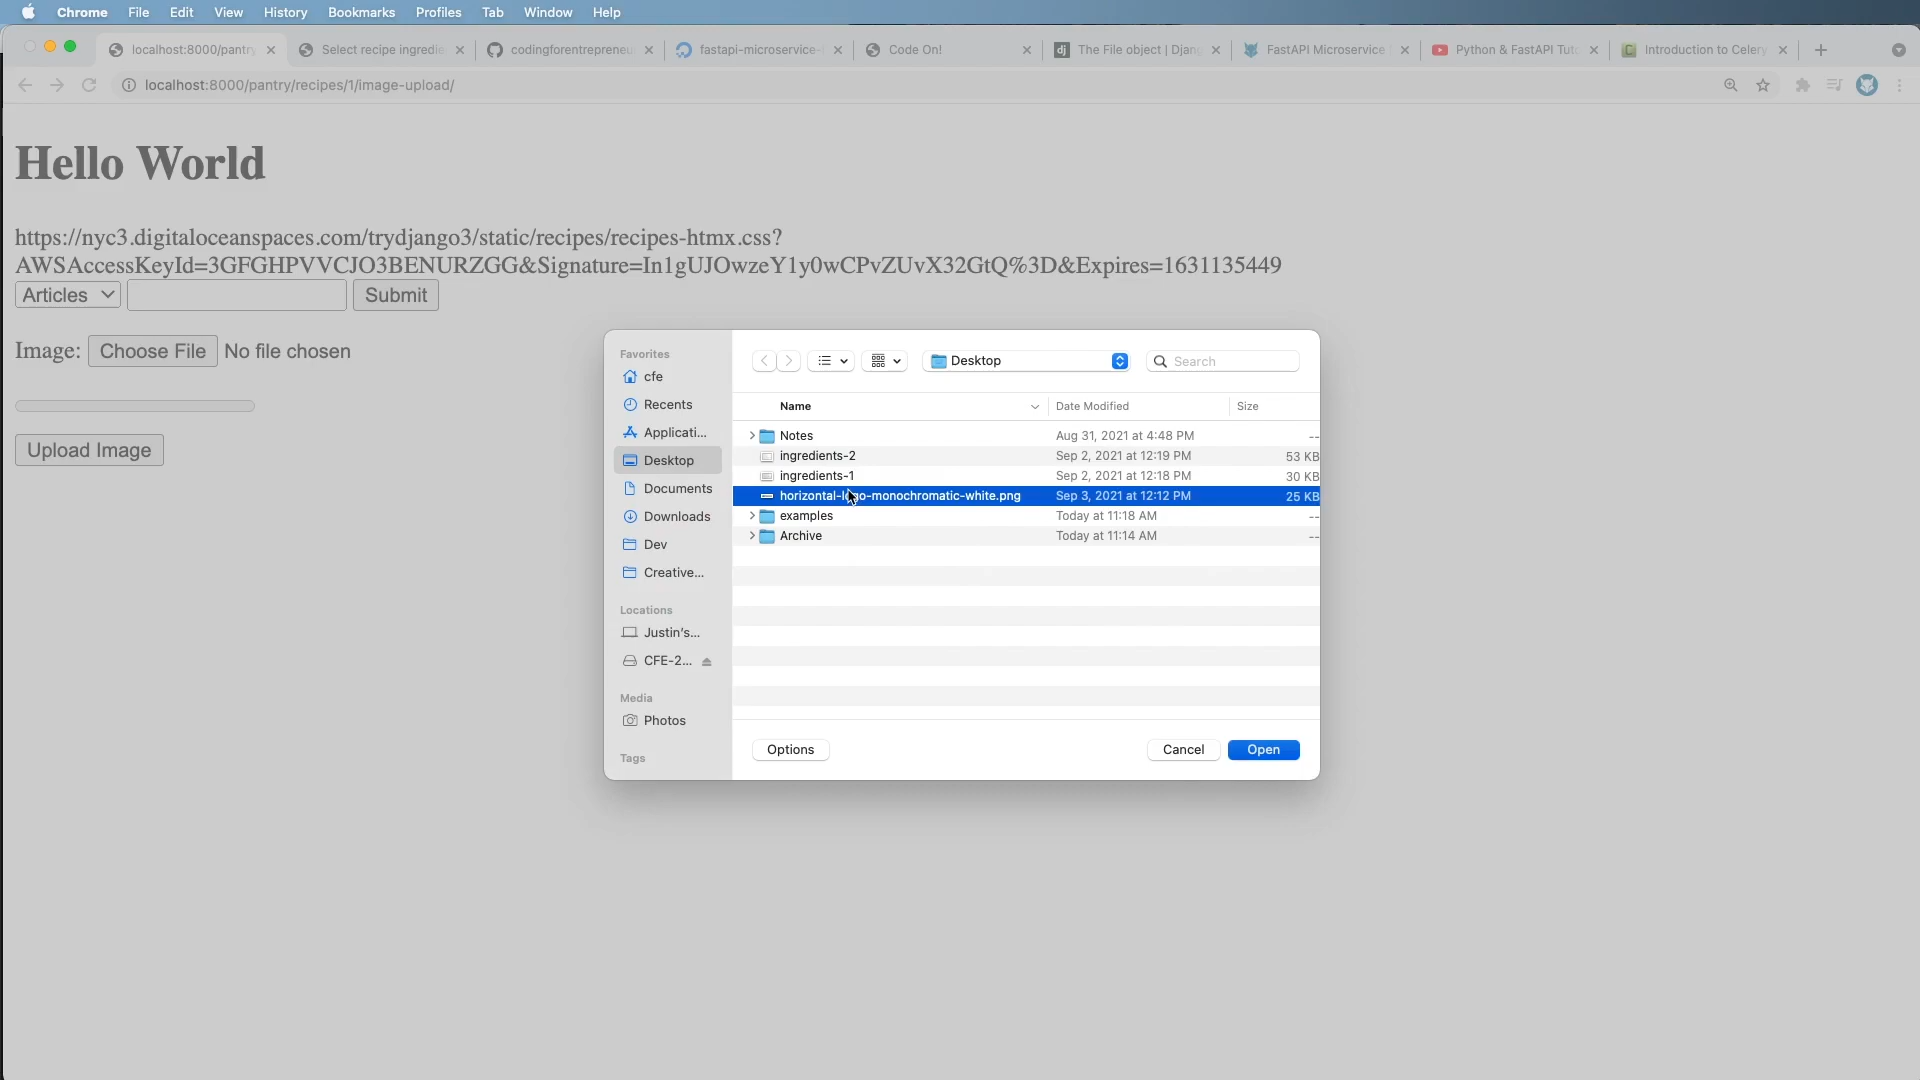 Chrome File Edit View History Bookmarks Profiles Tab Window Help
localhost:8000/pantry Select recipe ingredie codingforentrepreneu fastapi-microservice- Code On! dj The File object | Djang FastAPI Microservice Python & FastAPI Tuto Introduction to Celery
localhost:8000/pantry/recipes/1/image-upload/
Hello World
https://nyc3.digitaloceanspaces.com/trydjango3/static/recipes/recipes-htmx.css?
AWSAccessKeyId=3GFGHPVVCJO3BENURZGG&Signature=In1gUJOwzeY1y0wCPvZUvX32GtQ%3D&Expires=1631135449
Articles Submit
Image: Choose File No file chosen
Upload Image
Favorites
cfe
Recents
Applicati...
Desktop
Documents
Downloads
Dev
Creative...
Locations
Justin's...
CFE-2...
Media
Photos
Tags
Desktop Search
Name Date Modified Size
Notes Aug 31, 2021 at 4:48 PM --
ingredients-2 Sep 2, 2021 at 12:19 PM 53 KB
ingredients-1 Sep 2, 2021 at 12:18 PM 30 KB
horizontal-logo-monochromatic-white.png Sep 3, 2021 at 12:12 PM 25 KB
examples Today at 11:18 AM --
Archive Today at 11:14 AM --
Options Cancel Open